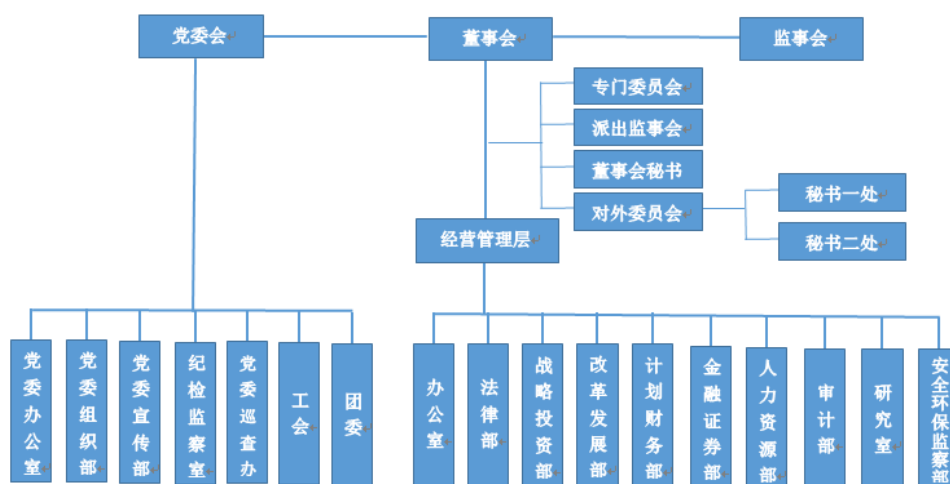 党委会
董事会
监事会
专门委员会
派出监事会
董事会秘书
对外委员会
秘书一处
秘书二处
经营管理层
党委办公室
党委组织部
党委宣传部
纪检监察室
党委巡查办
工会
团委
办公室
法律部
战略投资部
改革发展部
计划财务部
金融证券部
人力资源部
审计部
研究室
安全环保监察部